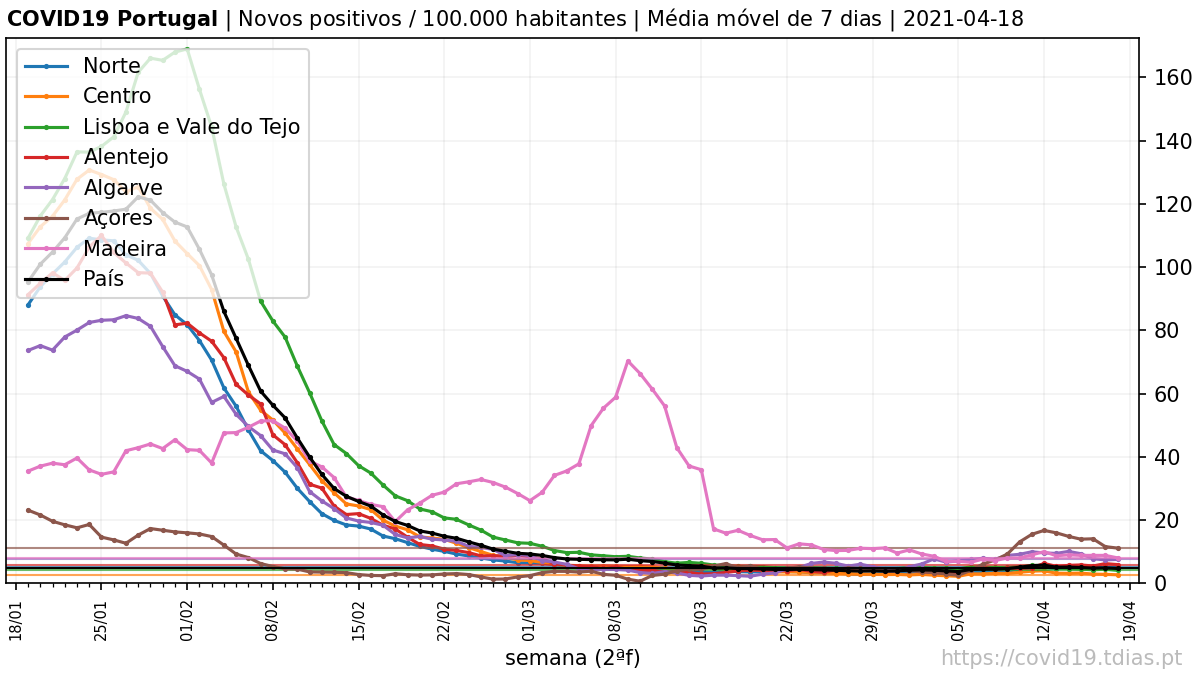 COVID19 Portugal | Novos positivos / 100.000 habitantes | Média móvel de 7 dias | 2021-04-18
Norte
Centro
Lisboa e Vale do Tejo
Alentejo
Algarve
Açores
Madeira
País
160
140
120
100
80
60
40
20
0
18/01
25/01
01/02
08/02
15/02
22/02
01/03
08/03
15/03
22/03
29/03
05/04
12/04
19/04
semana (2ªf)
https://covid19.tdias.pt